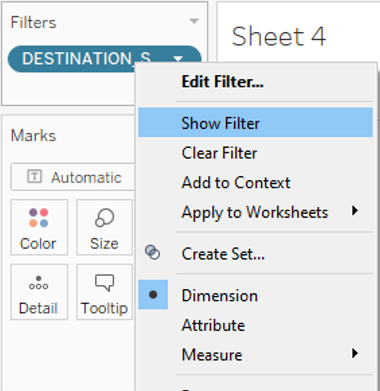 Filters
Sheet 4
DESTINATION_S
Edit Filter...
Show Filter
Clear Filter
Add to Context
Apply to Worksheets
Create Set...
Dimension
Attribute
Measure
Marks
T Automatic
Color
Size
Detail
Tooltip